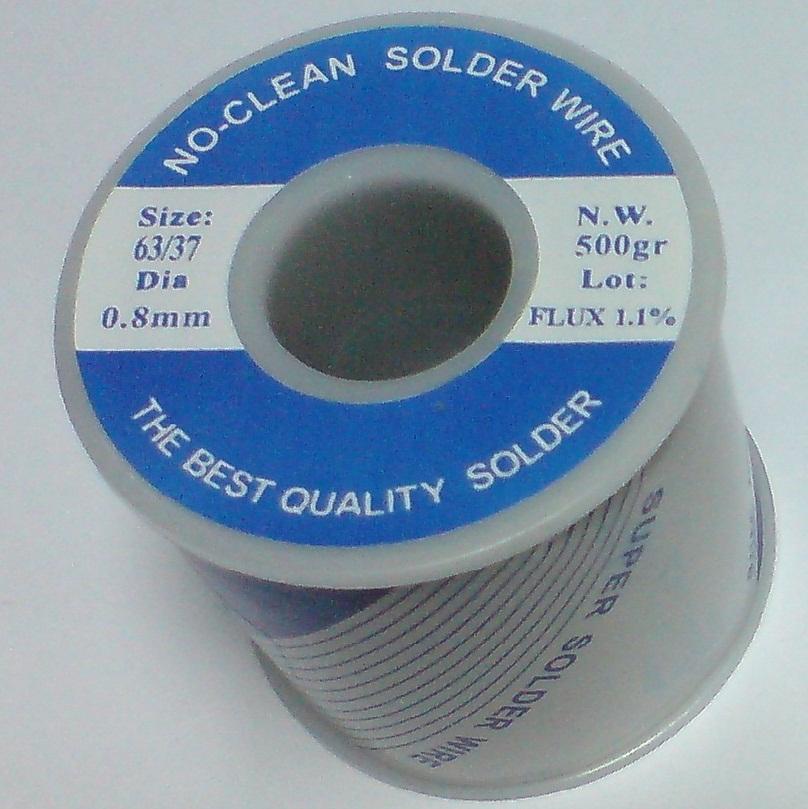 NO-CLEAN SOLDER WIRE
Size:
63/37
Dia
0.8mm
N.W.
500gr
Lot:
FLUX 1.1%
THE BEST QUALITY SOLDER
SUPER SOLDER WIRE